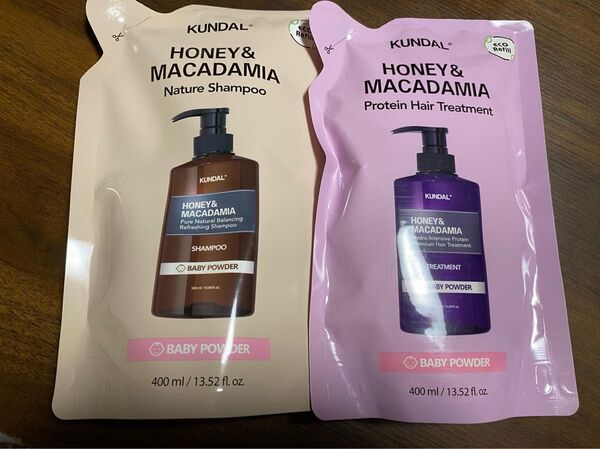 KUNDAL®
HONEY&
MACADAMIA
Nature Shampoo
eco
Refill
KUNDAL®
HONEY&
MACADAMIA
Pure Natural Balancing
Refreshing Shampoo
SHAMPOO
BABY POWDER
BABY POWDER
400 ml / 13.52 fl. oz.
KUNDAL®
HONEY&
MACADAMIA
Protein Hair Treatment
eco
Refill
KUNDAL®
HONEY&
MACADAMIA
Hydro-Intensive Protein
Premium Hair Treatment
TREATMENT
BABY POWDER
BABY POWDER
400 ml / 13.52 fl. oz.